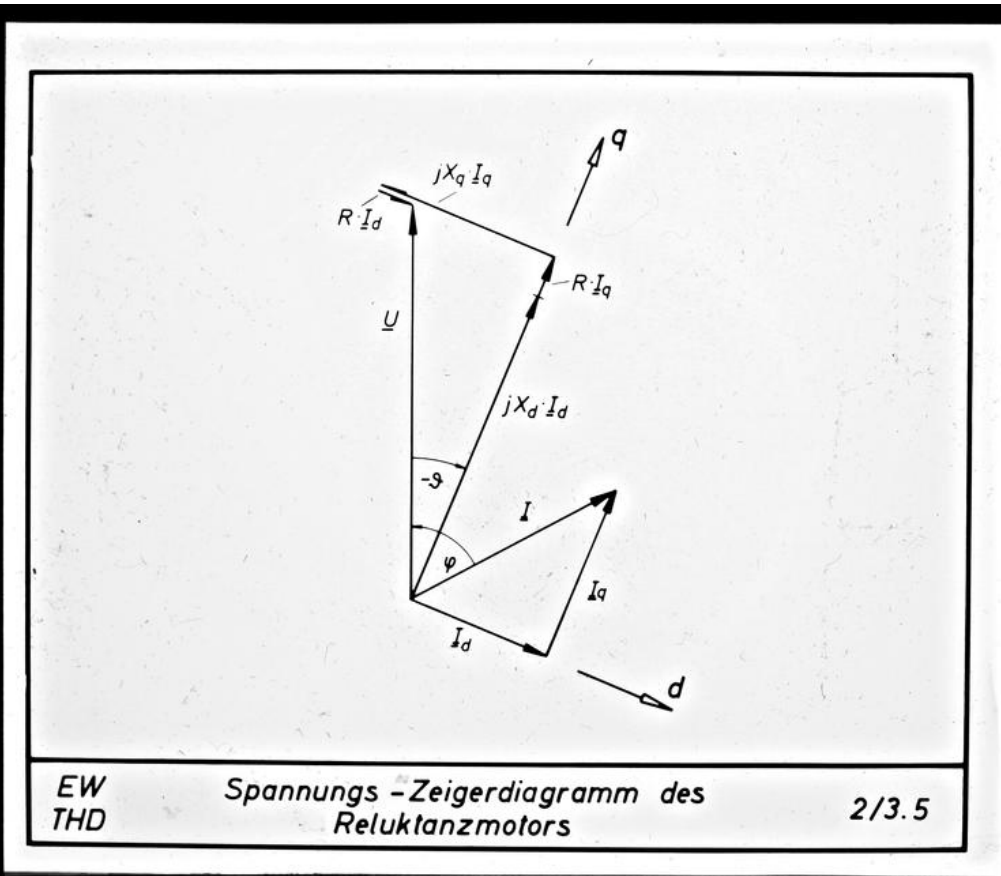 q
jX_q·I_q
R·I_d
R·I_q
U
jX_d·I_d
-ϑ
I
φ
I_q
I_d
d
EW
THD
Spannungs-Zeigerdiagramm des
Reluktanzmotors
2/3.5